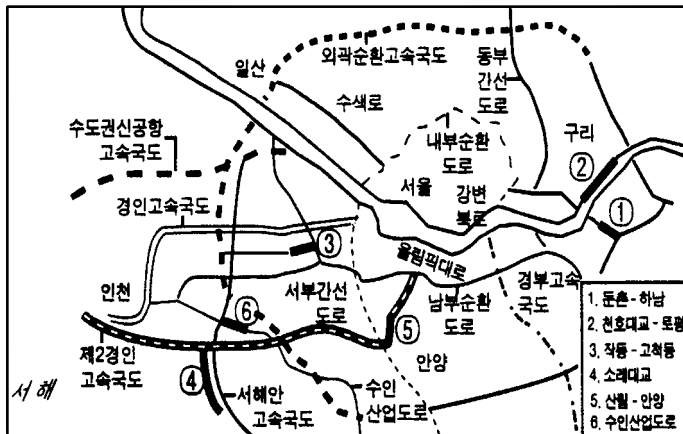 외곽순환고속국도
동부
간선
도로
일산
수색로
수도권신공항
고속국도
내부순환
도로
구리
②
서울
강변
북로
①
경인고속국도
③
올림픽대로
인천
⑥
서부간선
도로
남부순환
도로
경부고속
국도
⑤
제2경인
고속국도
안양
④
서해
서해안
고속국도
수인
산업도로
1. 둔촌-하남
2. 천호대교-토평
3. 작동-고척동
4. 소래대교
5. 산월-안양
6. 수인산업도로